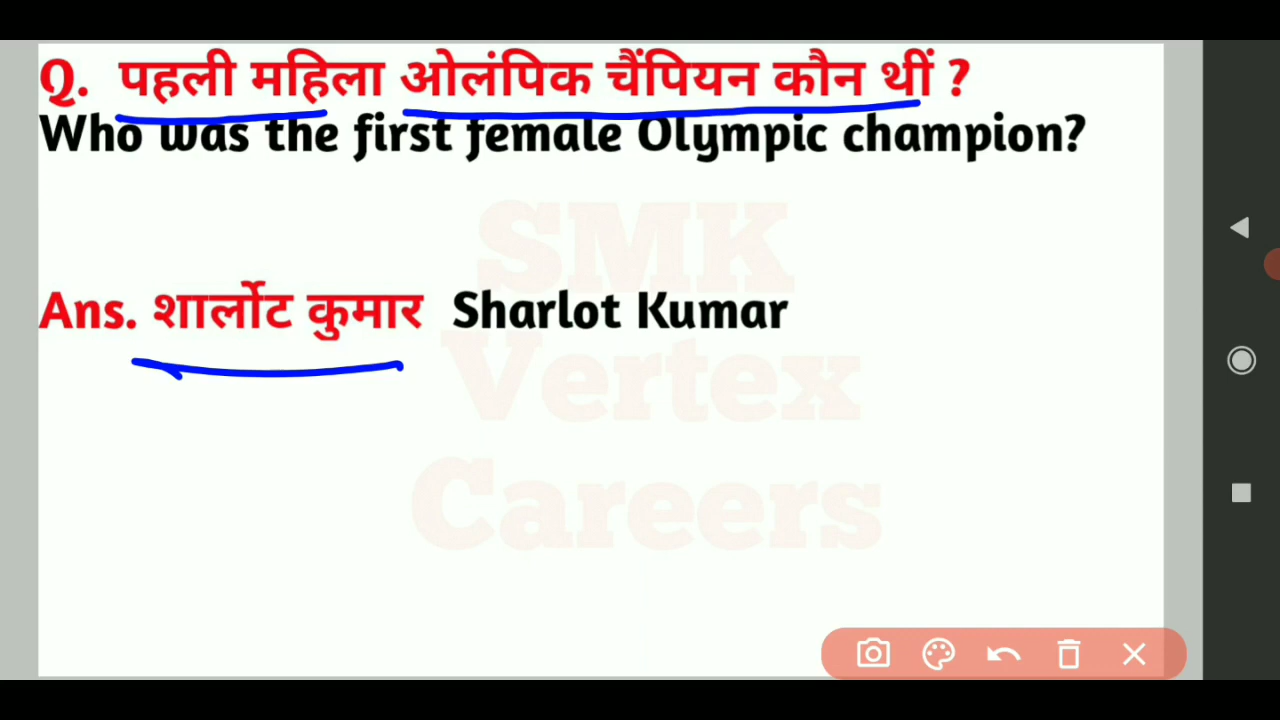 Q. पहली महिला ओलंपिक चैंपियन कौन थीं ?
Who was the first female Olympic champion?
Ans. शार्लोट कुमार Sharlot Kumar
SMK
Vertex
Careers